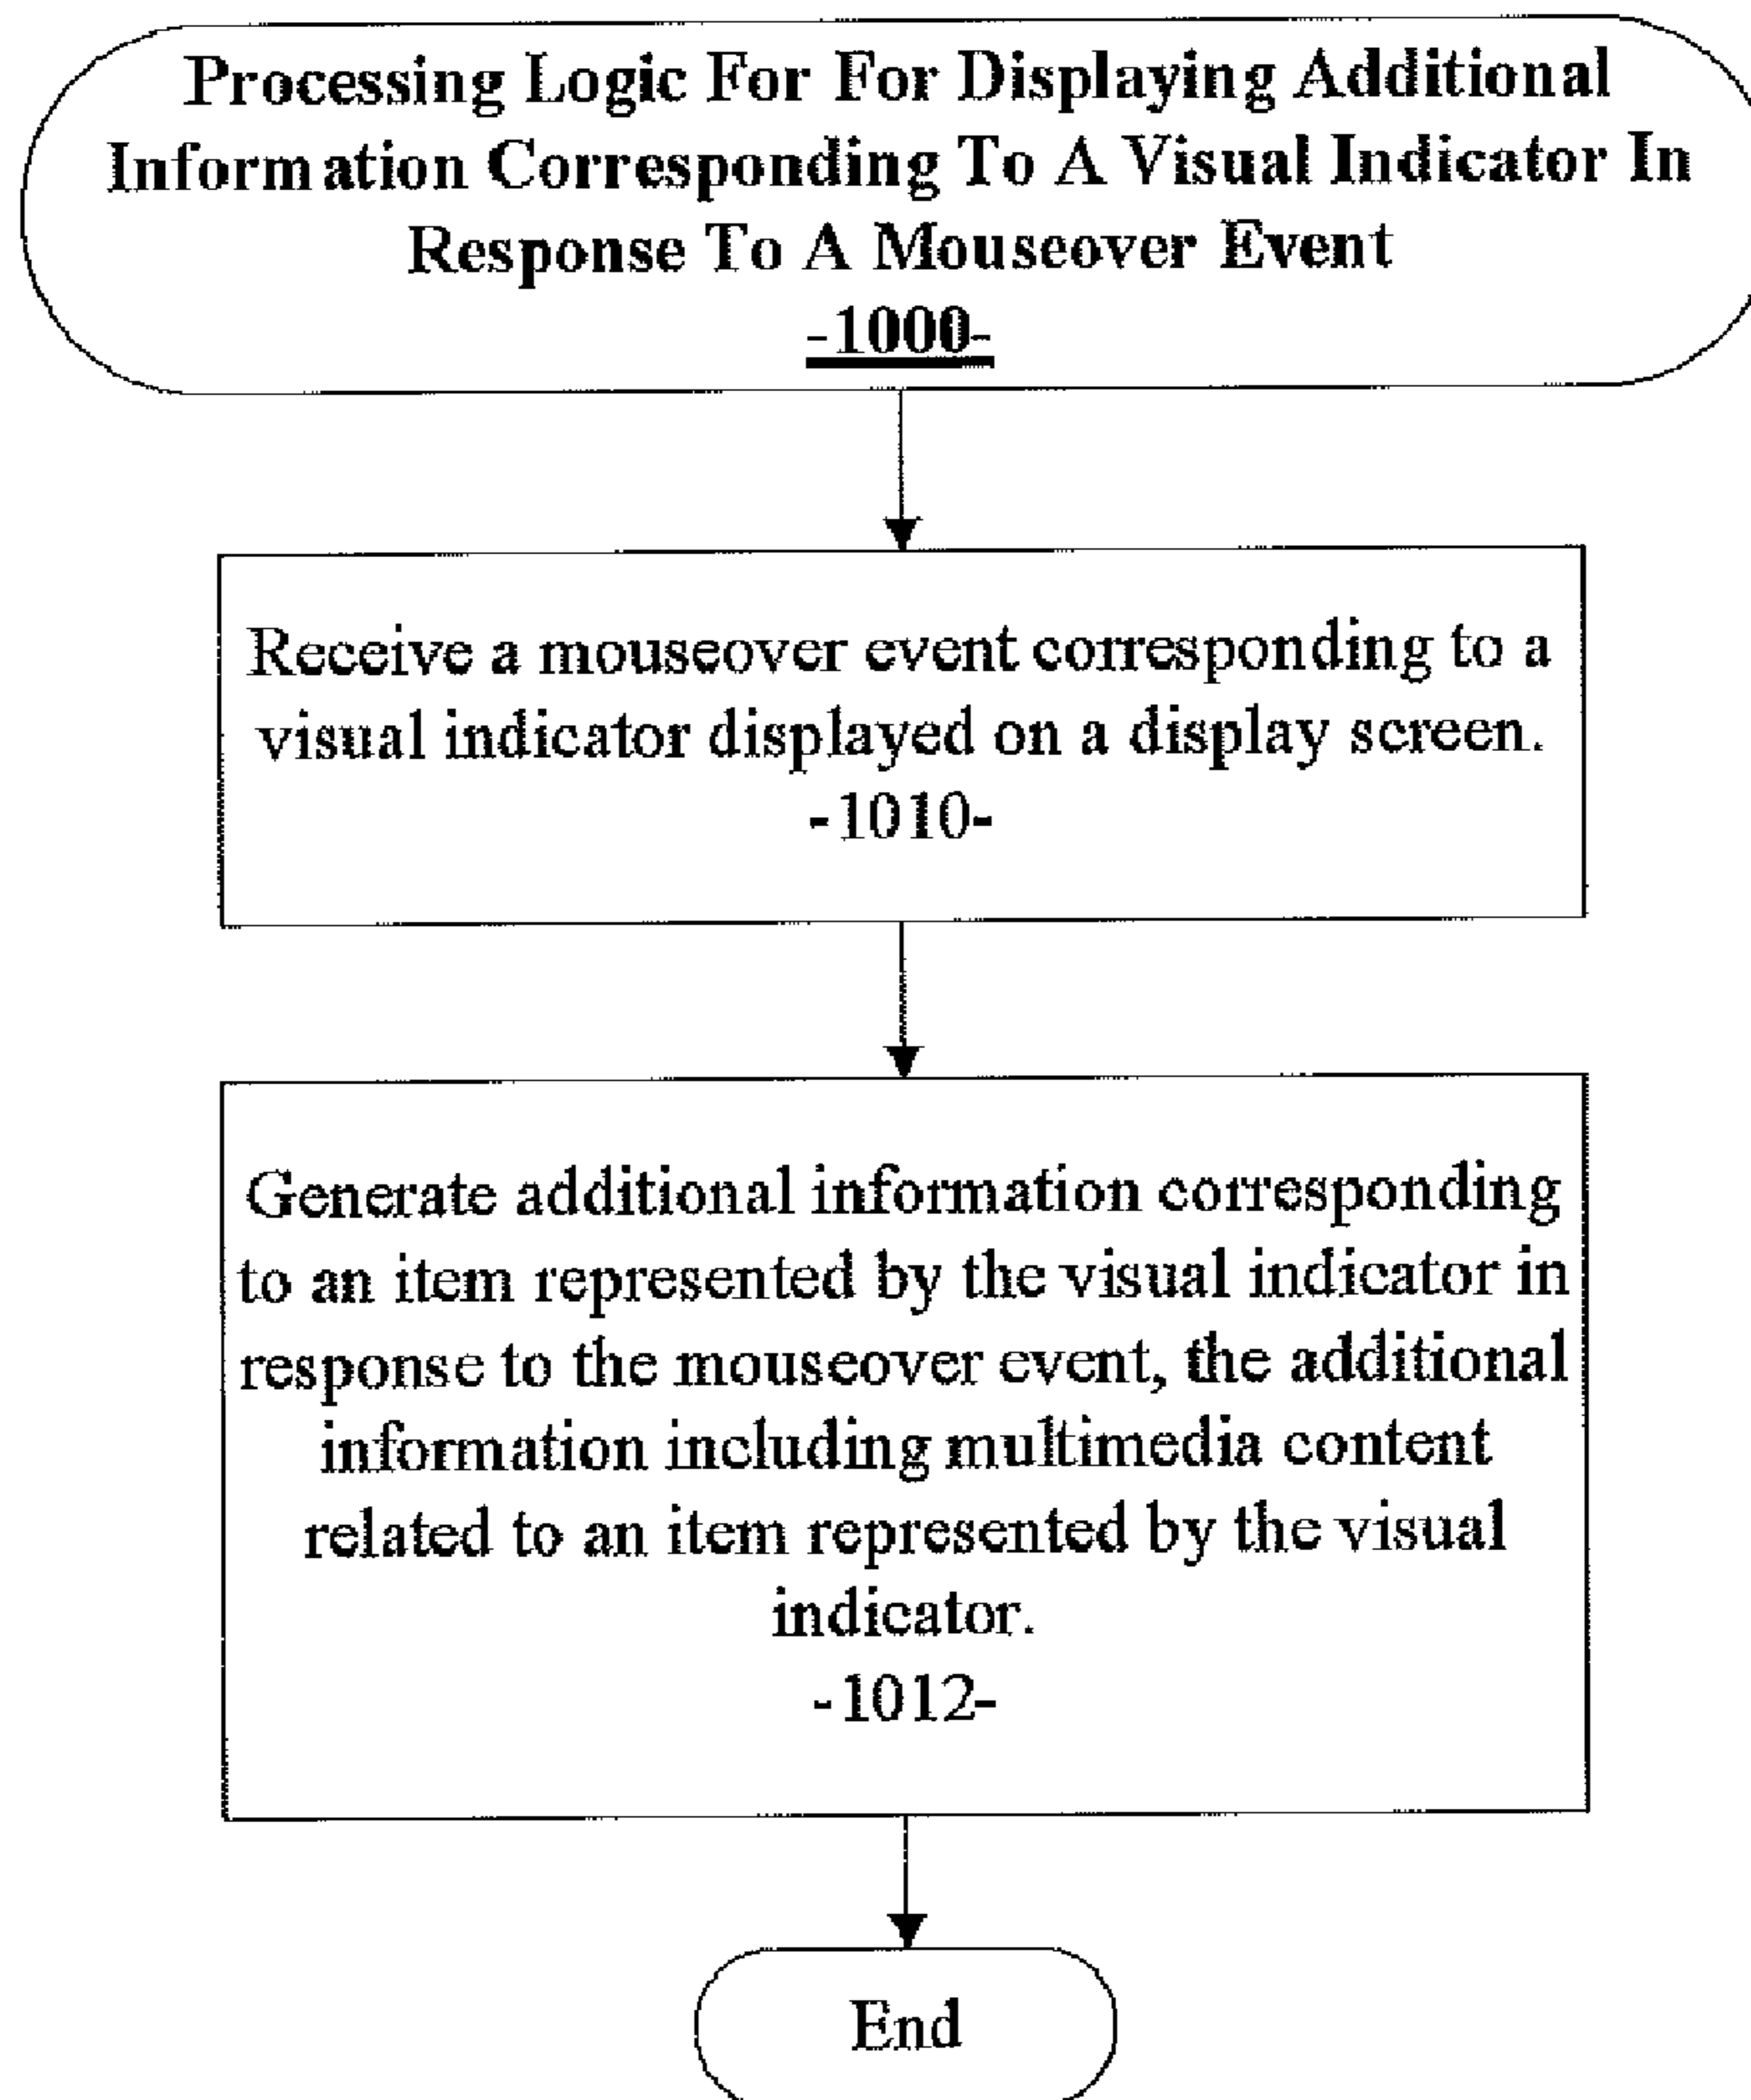 Processing Logic For For Displaying Additional
Information Corresponding To A Visual Indicator In
Response To A Mouseover Event
-1000-
Receive a mouseover event corresponding to a
visual indicator displayed on a display screen.
-1010-
Generate additional information corresponding
to an item represented by the visual indicator in
response to the mouseover event, the additional
information including multimedia content
related to an item represented by the visual
indicator.
-1012-
End